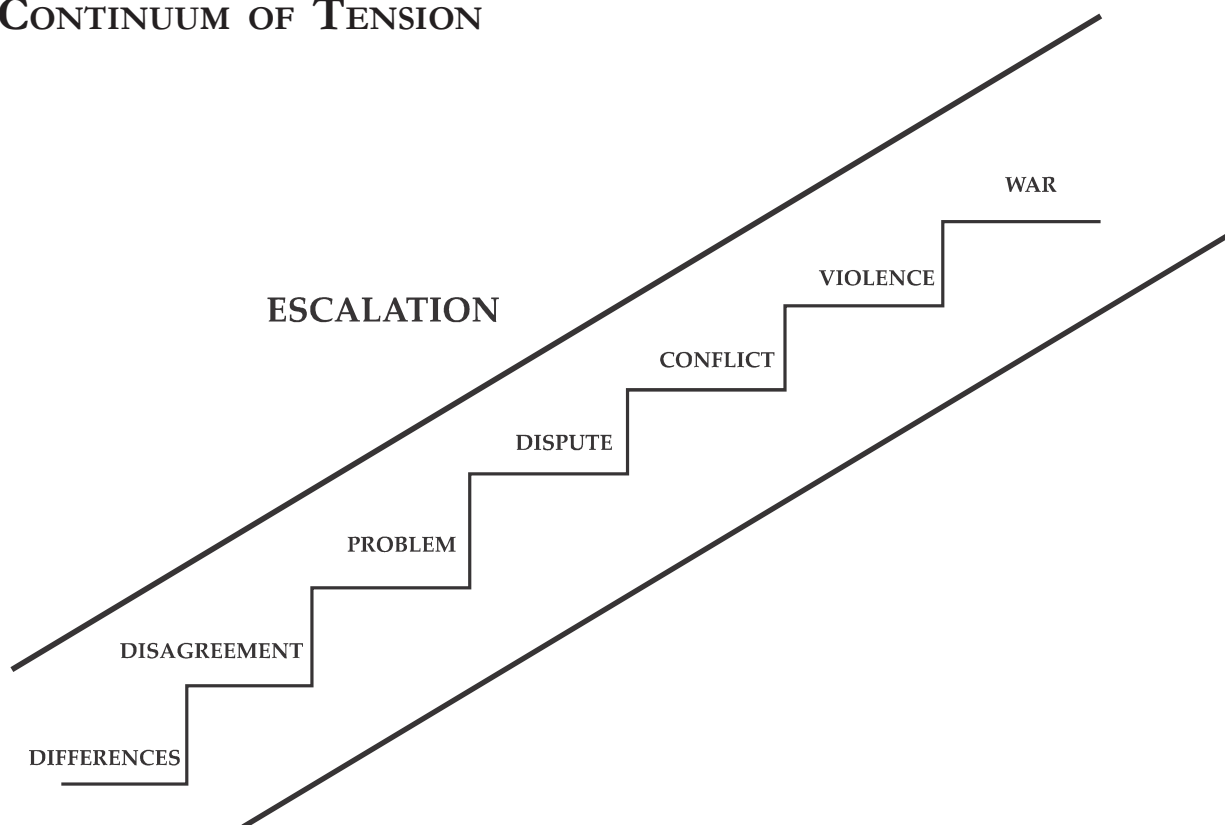 CONTINUUM OF TENSION
WAR
VIOLENCE
ESCALATION
CONFLICT
DISPUTE
PROBLEM
DISAGREEMENT
DIFFERENCES